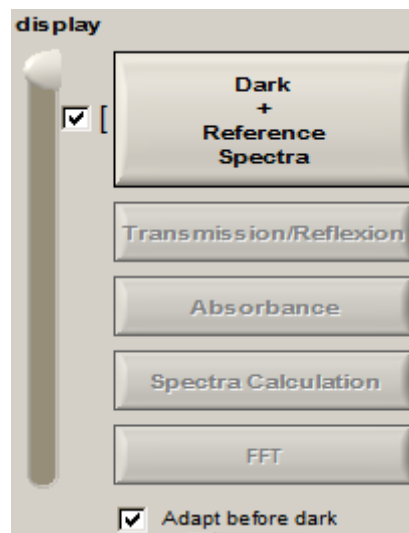 display
[
Dark
+
Reference
Spectra
Transmission/Reflexion
Absorbance
Spectra Calculation
FFT
Adapt before dark